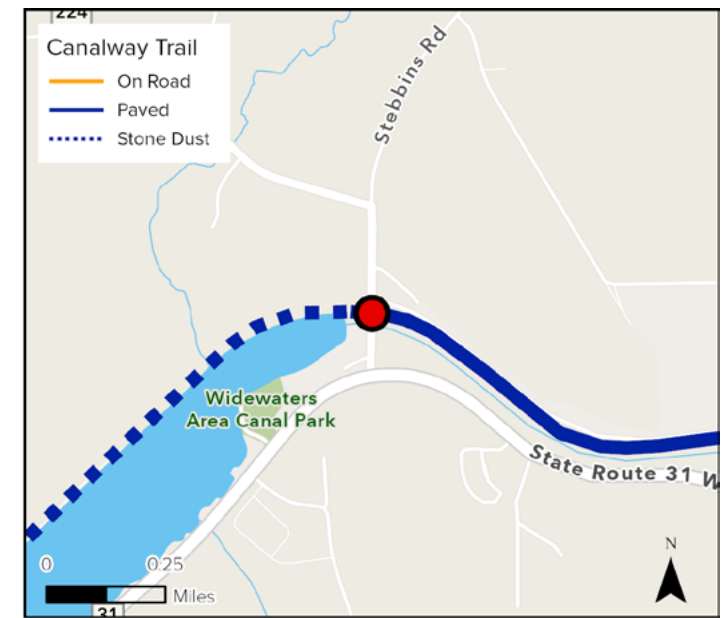 224
Canalway Trail
On Road
Paved
Stone Dust
Stebbins Rd
Widewaters
Area Canal Park
State Route 31 W
N
0 0.25
Miles
31